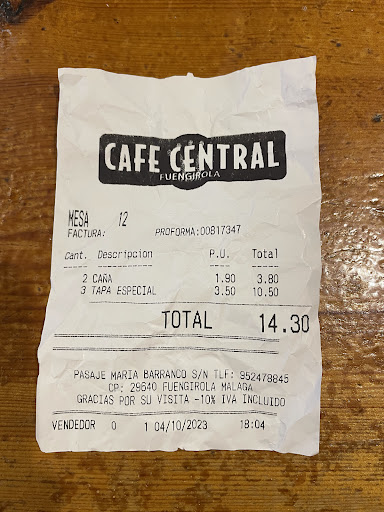 CAFE CENTRAL
FUENGIROLA
MESA 12
FACTURA: PROFORMA:00817347
Cant. Descripcion P.U. Total
2 CAÑA 1.90 3.80
3 TAPA ESPECIAL 3.50 10.50
TOTAL 14.30
PASAJE MARIA BARRANCO S/N TLF: 952478845
CP: 29640 FUENGIROLA MALAGA
GRACIAS POR SU VISITA -10% IVA INCLUIDO
VENDEDOR 0 1 04/10/2023 18:04